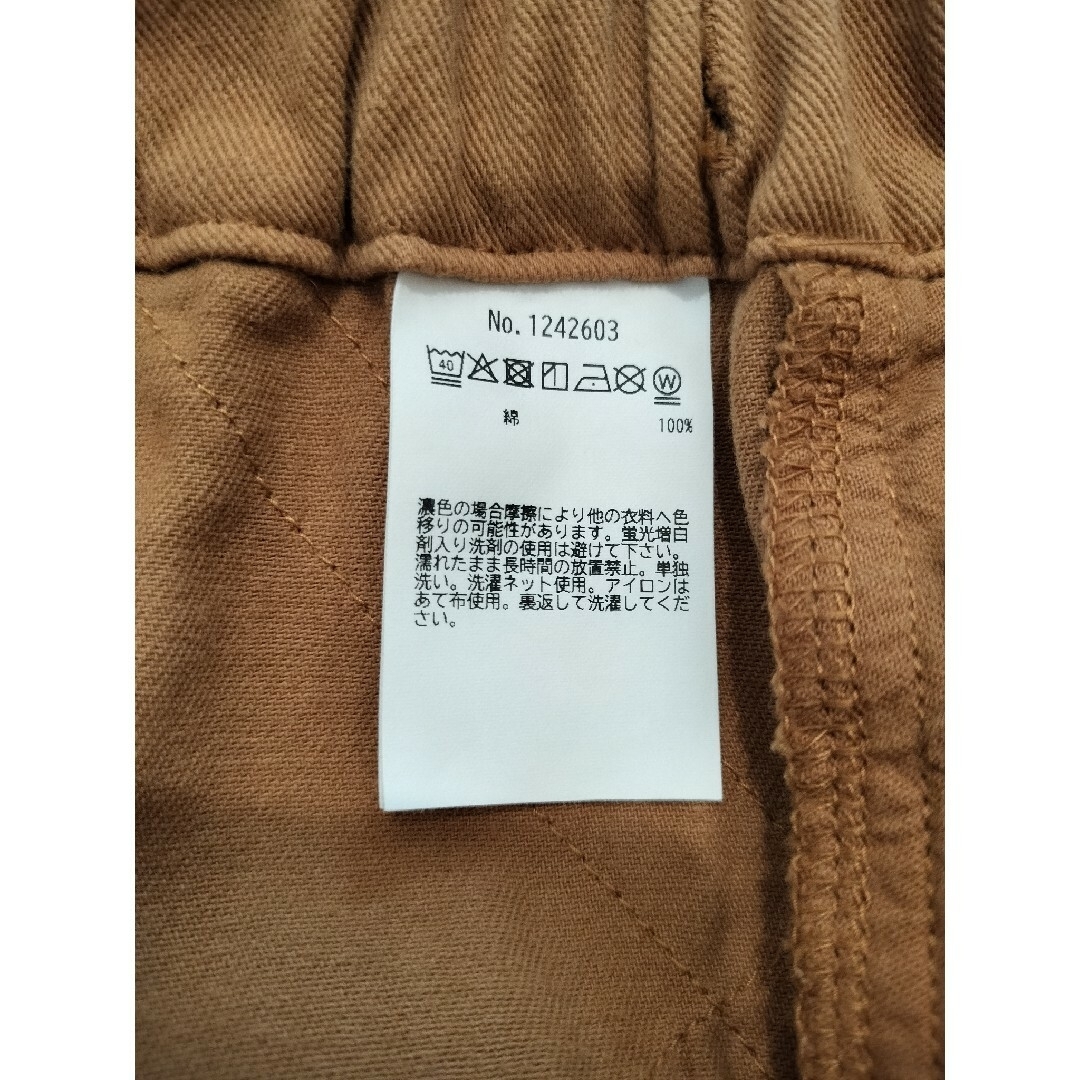 No. 1242603
40 W
綿 100%
濃色の場合摩擦により他の衣料へ色
移りの可能性があります。蛍光増白
剤入り洗剤の使用は避けて下さい。
濡れたまま長時間の放置禁止。単独
洗い。洗濯ネット使用。アイロンは
あて布使用。裏返して洗濯してくだ
さい。